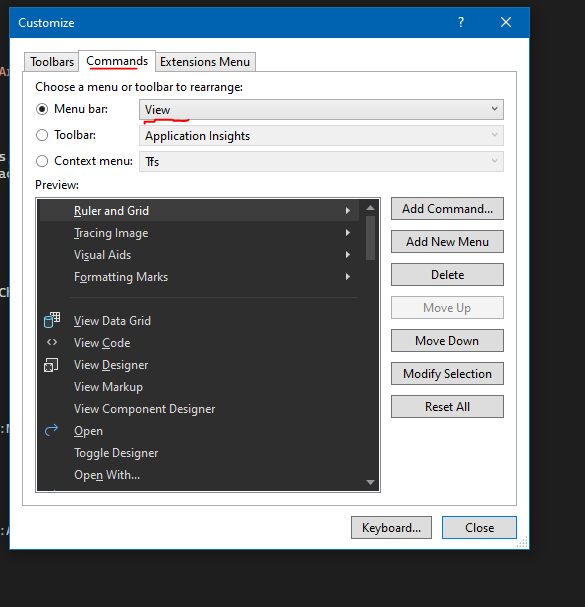 Customize
Toolbars Commands Extensions Menu
Choose a menu or toolbar to rearrange:
Menu bar: View
Toolbar: Application Insights
Context menu: Tfs
Preview:
Ruler and Grid
Tracing Image
Visual Aids
Formatting Marks
View Data Grid
View Code
View Designer
View Markup
View Component Designer
Open
Toggle Designer
Open With...
Add Command...
Add New Menu
Delete
Move Up
Move Down
Modify Selection
Reset All
Keyboard... Close